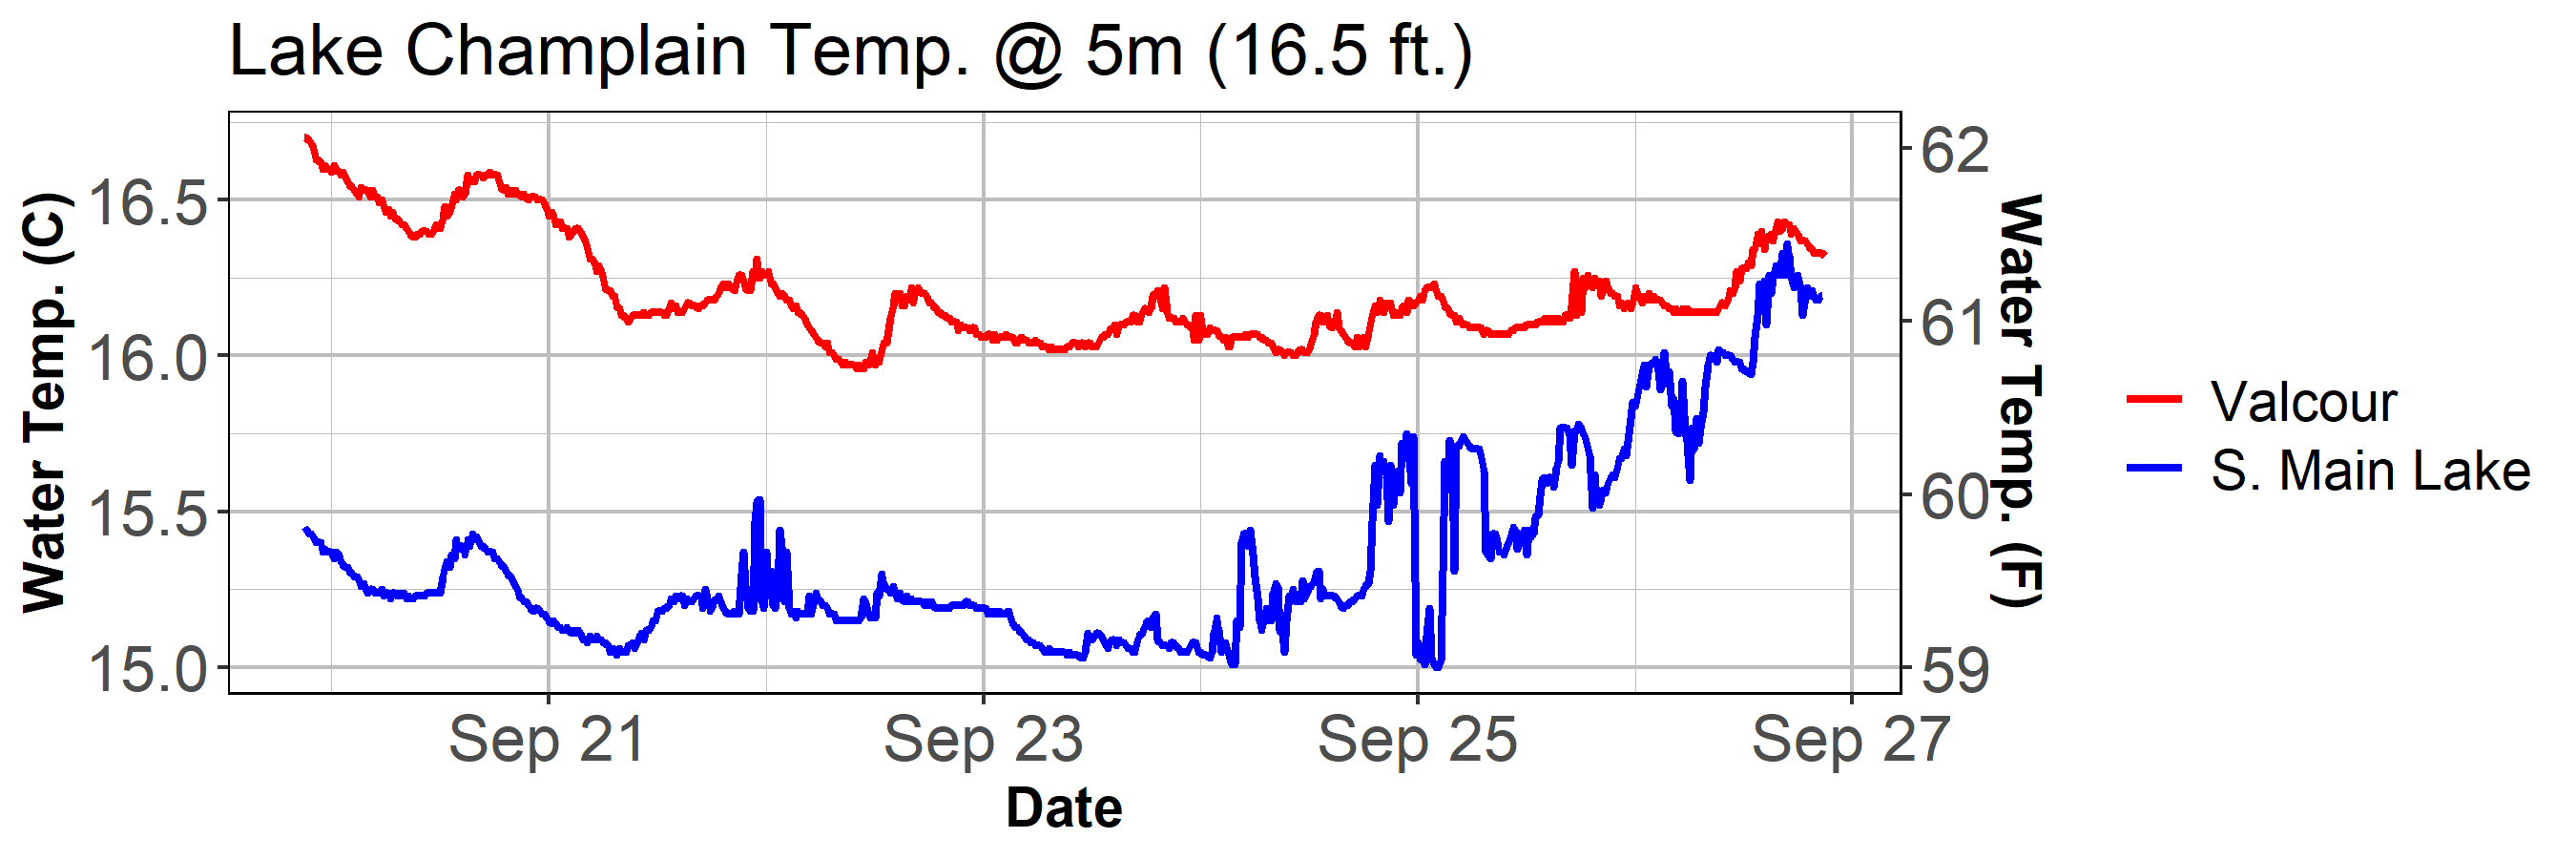 Lake Champlain Temp. @ 5m (16.5 ft.)
Water Temp. (C)
16.5
16.0
15.5
15.0
62
61
60
59
Water Temp. (F)
Sep 21
Sep 23
Sep 25
Sep 27
Date
Valcour
S. Main Lake